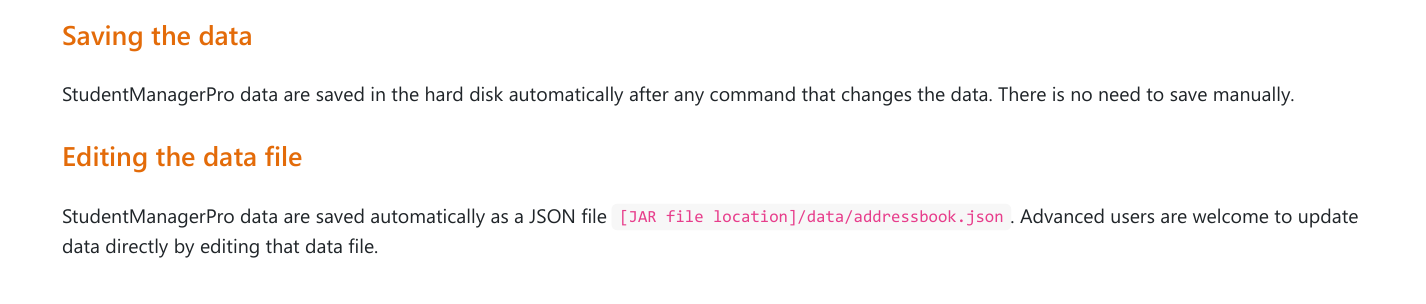 Saving the data
StudentManagerPro data are saved in the hard disk automatically after any command that changes the data. There is no need to save manually.
Editing the data file
StudentManagerPro data are saved automatically as a JSON file [JAR file location]/data/addressbook.json. Advanced users are welcome to update
data directly by editing that data file.